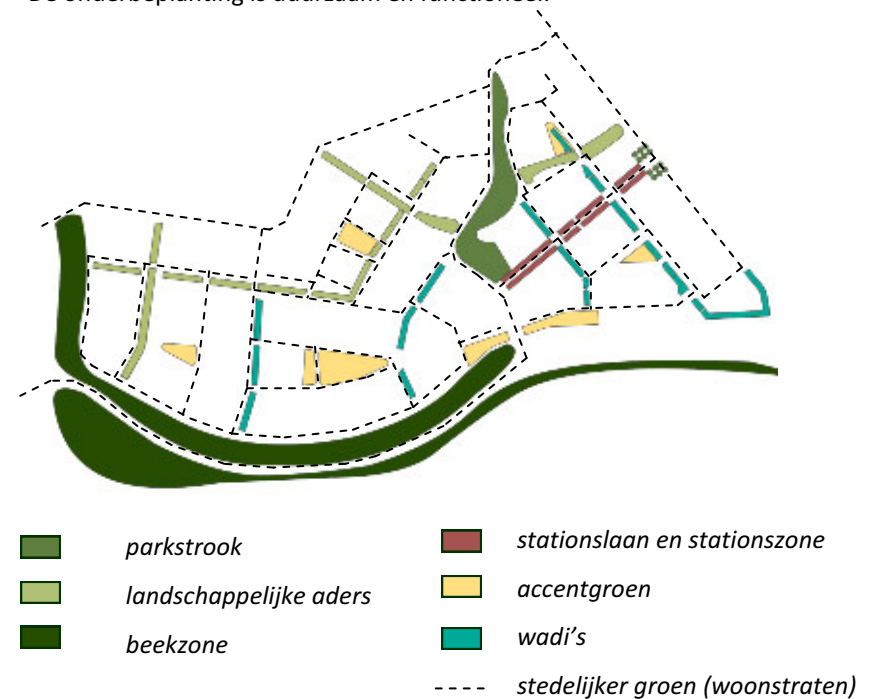 parkstrook
landschappelijke aders
beekzone
stationslaan en stationszone
accentgroen
wadi's
stedelijker groen (woonstraten)